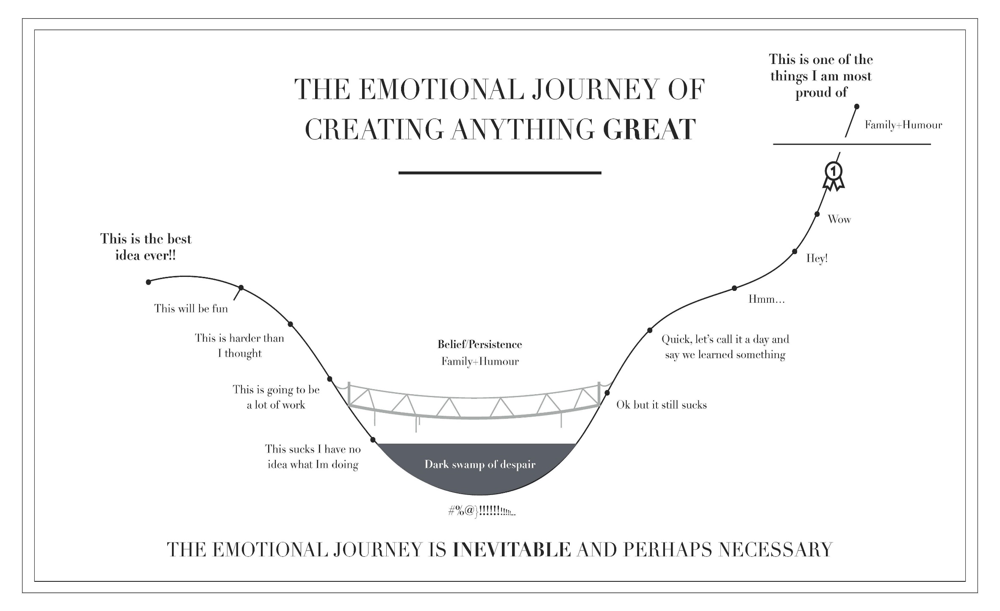 THE EMOTIONAL JOURNEY OF
CREATING ANYTHING GREAT
This is the best
idea ever!!
This will be fun
This is harder than
I thought
This is going to be
a lot of work
This sucks I have no
idea what Im doing
Belief/Persistence
Family+Humour
Dark swamp of despair
#%@}!!!!!!!!!!!!!...
Ok but it still sucks
Quick, let's call it a day and
say we learned something
Hmm...
Hey!
Wow
1
Family+Humour
This is one of the
things I am most
proud of
THE EMOTIONAL JOURNEY IS INEVITABLE AND PERHAPS NECESSARY